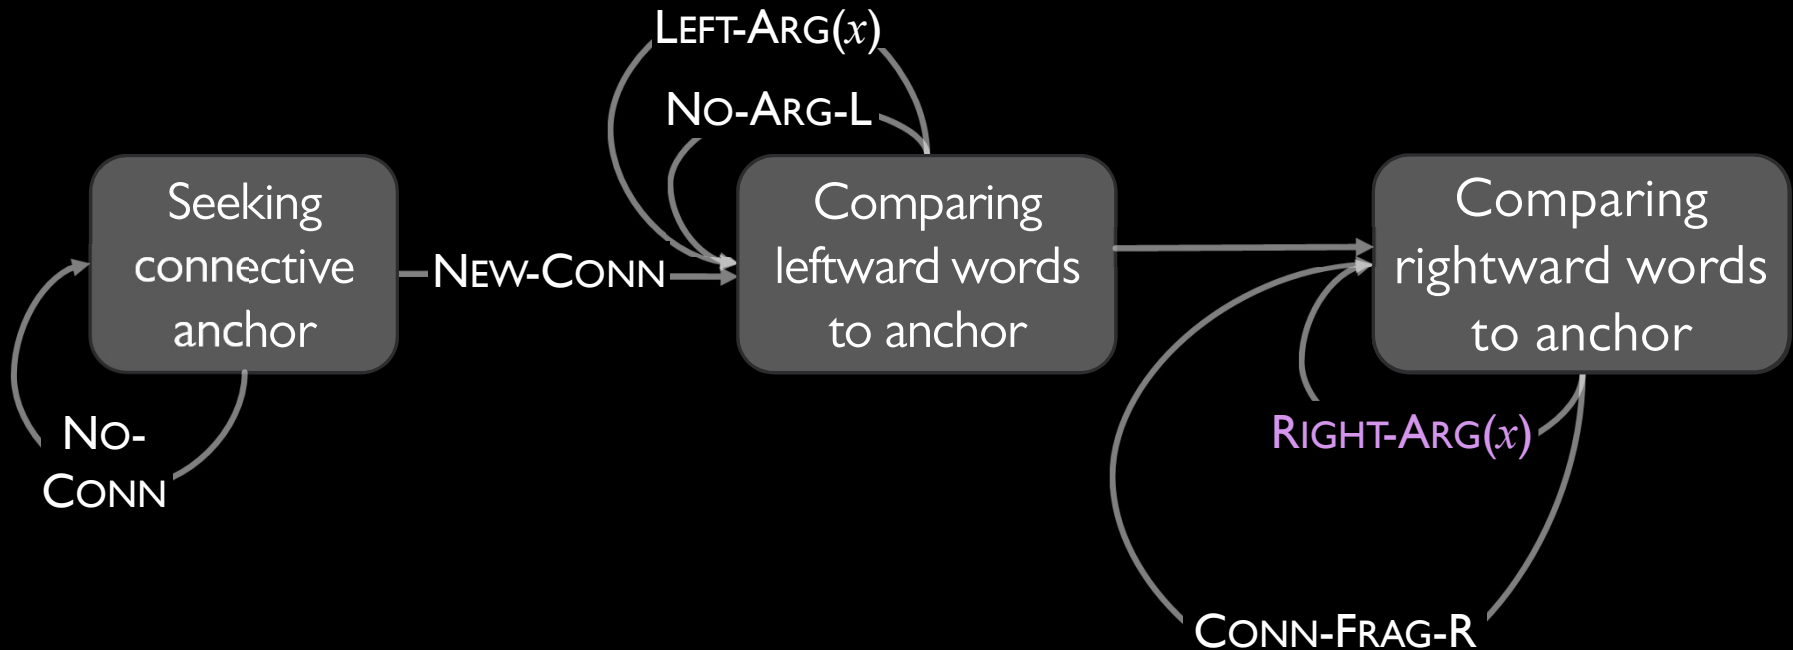 LEFT-ARG(x)
NO-ARG-L
Seeking
connective
anchor
NEW-CONN
Comparing
leftward words
to anchor
Comparing
rightward words
to anchor
NO-
CONN
RIGHT-ARG(x)
CONN-FRAG-R